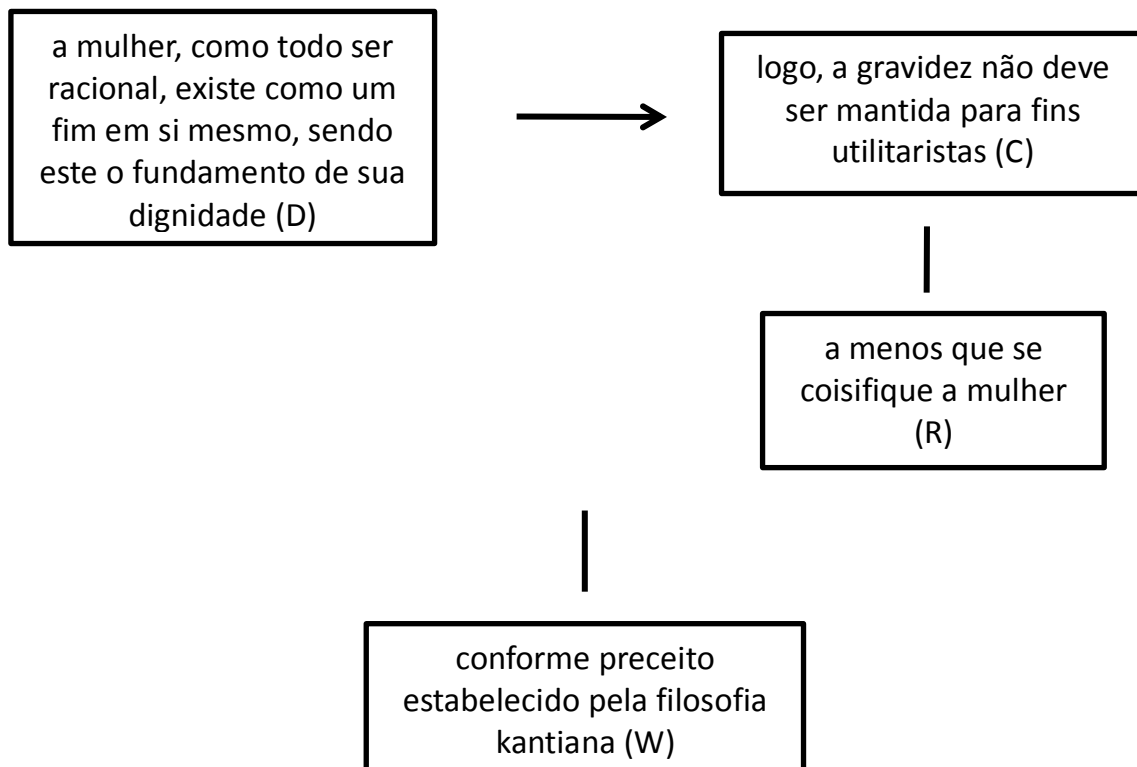 a mulher, como todo ser
racional, existe como um
fim em si mesmo, sendo
este o fundamento de sua
dignidade (D)
logo, a gravidez não deve
ser mantida para fins
utilitaristas (C)
a menos que se
coisifique a mulher
(R)
conforme preceito
estabelecido pela filosofia
kantiana (W)